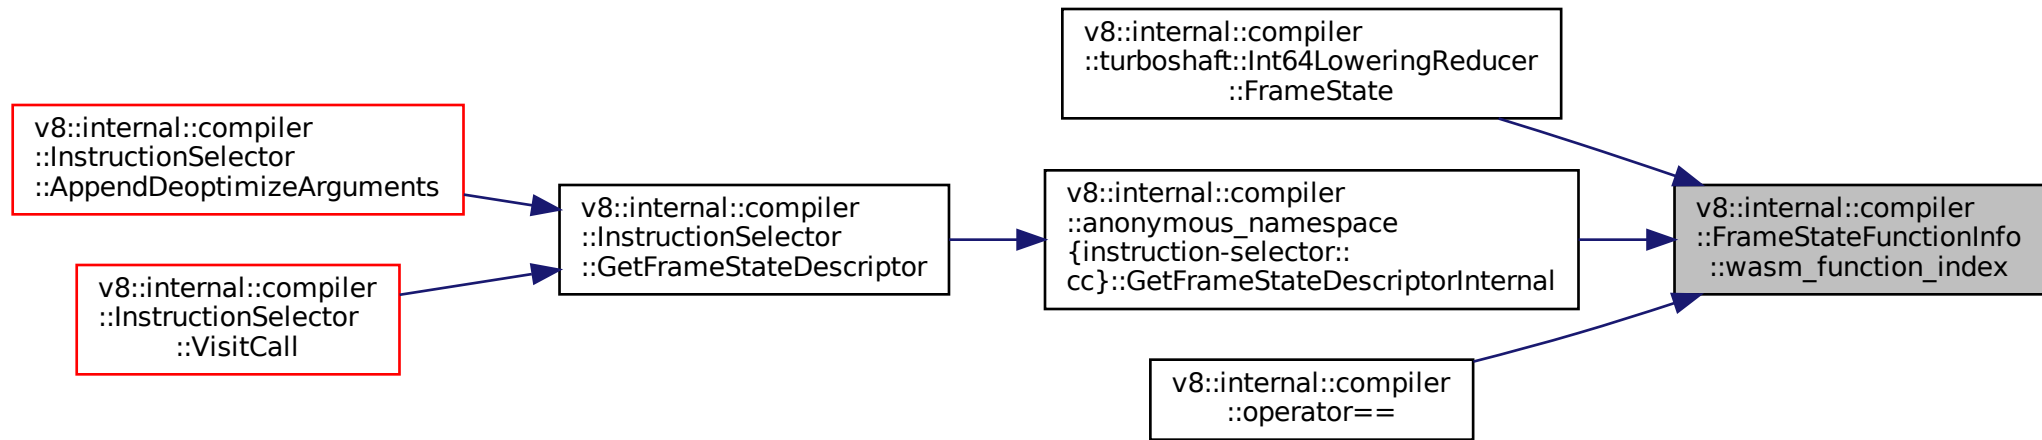 v8::internal::compiler
::turboshaft::Int64LoweringReducer
::FrameState
v8::internal::compiler
::InstructionSelector
::AppendDeoptimizeArguments
v8::internal::compiler
::InstructionSelector
::GetFrameStateDescriptor
v8::internal::compiler
::anonymous_namespace
{instruction-selector::
cc}::GetFrameStateDescriptorInternal
v8::internal::compiler
::FrameStateFunctionInfo
::wasm_function_index
v8::internal::compiler
::InstructionSelector
::VisitCall
v8::internal::compiler
::operator==